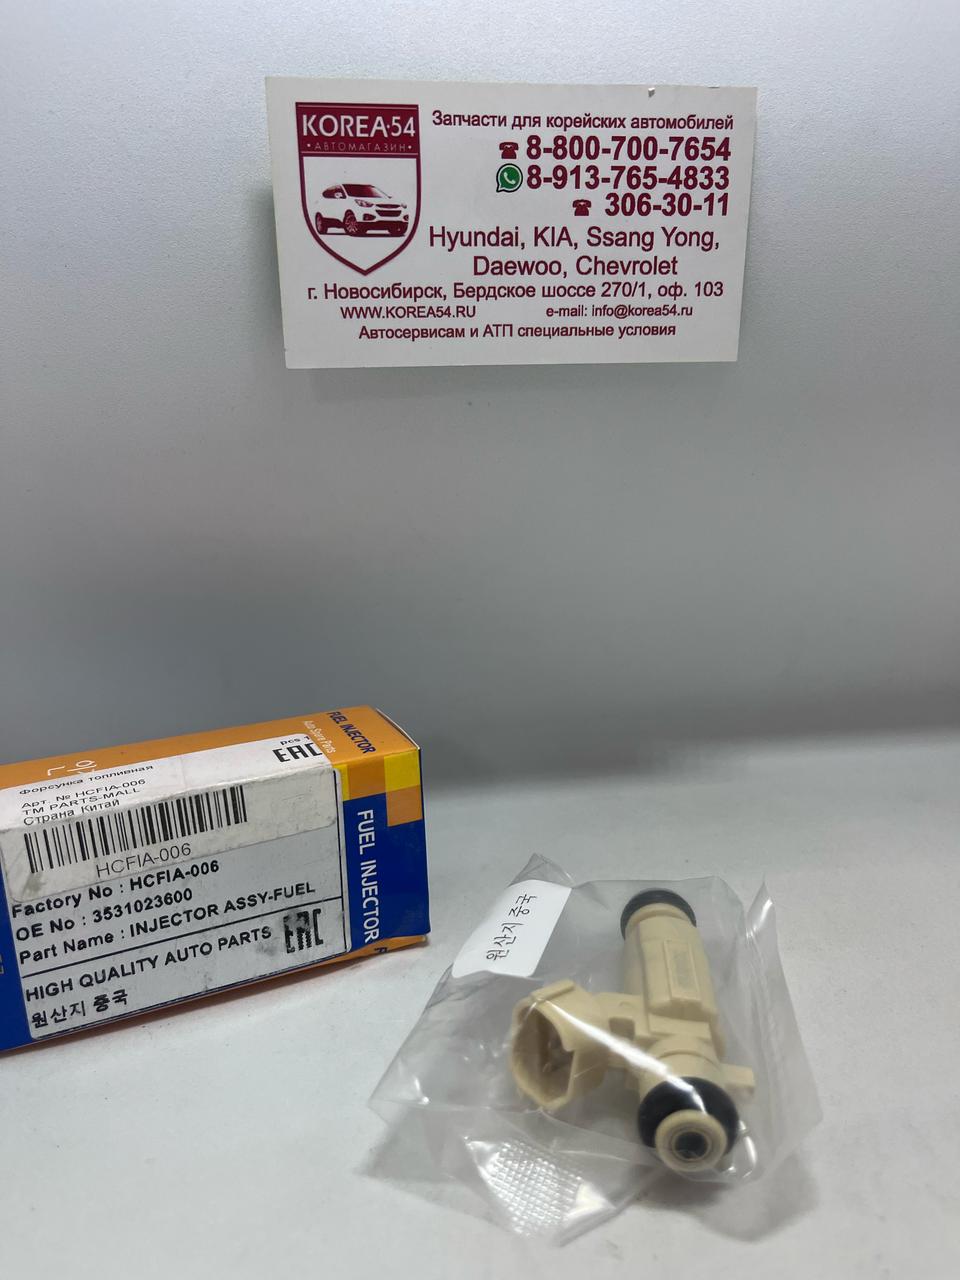 KOREA·54
•АВТОМАГАЗИН•
Запчасти для корейских автомобилей
8-800-700-7654
8-913-765-4833
306-30-11
Hyundai, KIA, Ssang Yong,
Daewoo, Chevrolet
г. Новосибирск, Бердское шоссе 270/1, оф. 103
WWW.KOREA54.RU e-mail: info@korea54.ru
Автосервисам и АТП специальные условия
FUEL INJECTOR
Auto Spare Parts
pcs
EAC
Форсунка топливная
Арт. № HCFIA-006
TM PARTS-MALL
Страна Китай
HCFIA-006
Factory No : HCFIA-006
OE No : 3531023600
Part Name : INJECTOR ASSY-FUEL
HIGH QUALITY AUTO PARTS
EAC
원산지 중국
FUEL INJECTOR
원산지 중국